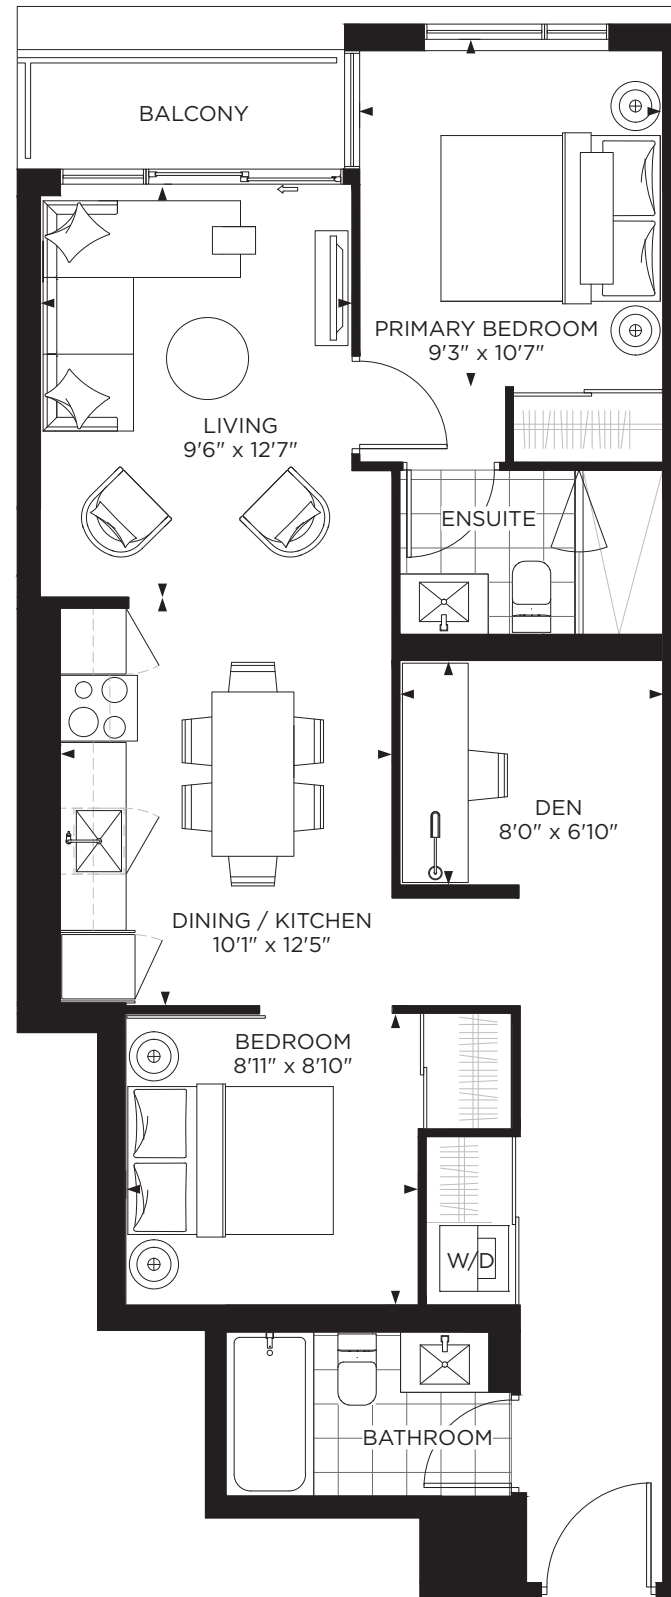 BALCONY
PRIMARY BEDROOM
9'3" x 10'7"
LIVING
9'6" x 12'7"
ENSUITE
DEN
8'0" x 6'10"
DINING / KITCHEN
10'1" x 12'5"
BEDROOM
8'11" x 8'10"
W/D
BATHROOM